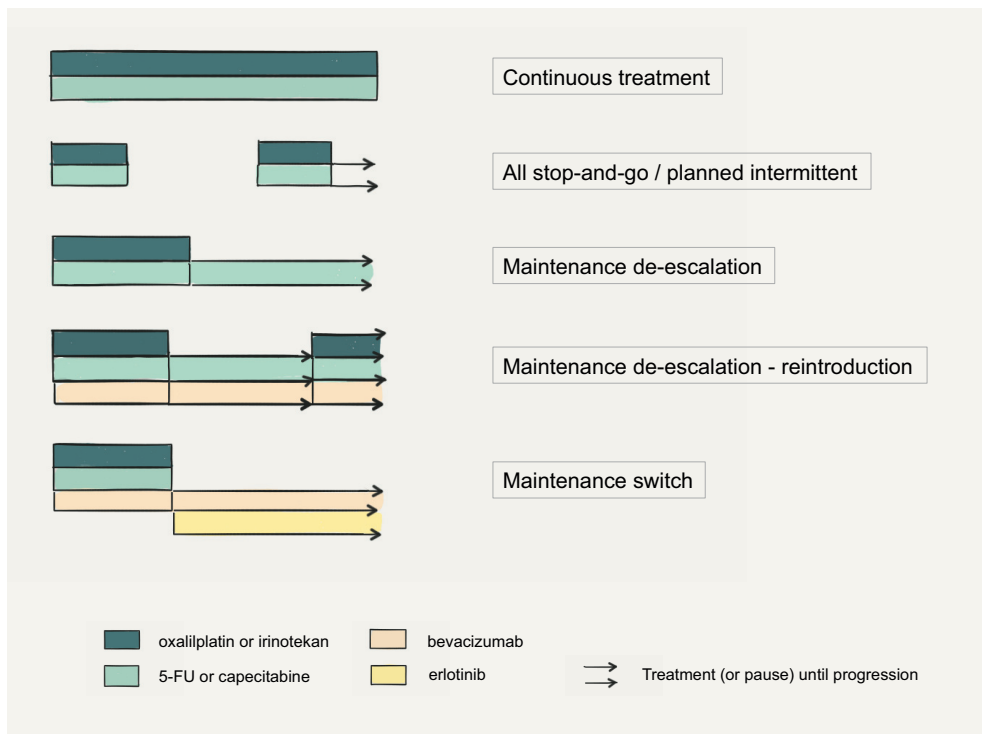 Continuous treatment
All stop-and-go / planned intermittent
Maintenance de-escalation
Maintenance de-escalation - reintroduction
Maintenance switch
oxalilplatin or irinotekan
bevacizumab
5-FU or capecitabine
erlotinib
Treatment (or pause) until progression